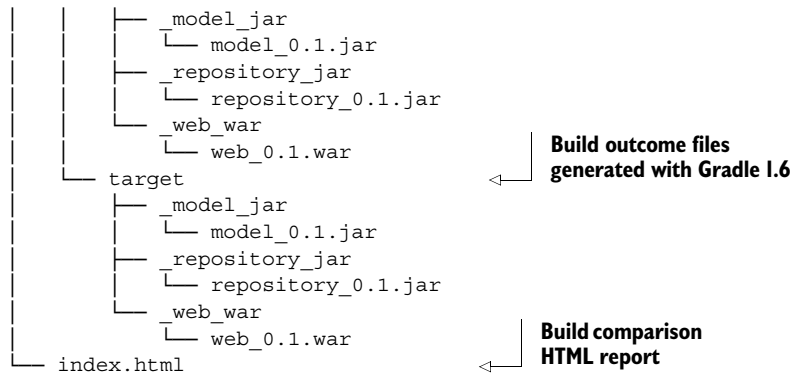 _model_jar
model_0.1.jar
_repository_jar
repository_0.1.jar
_web_war
web_0.1.war
target
Build outcome files
generated with Gradle 1.6
_model_jar
model_0.1.jar
_repository_jar
repository_0.1.jar
_web_war
web_0.1.war
index.html
Build comparison
HTML report